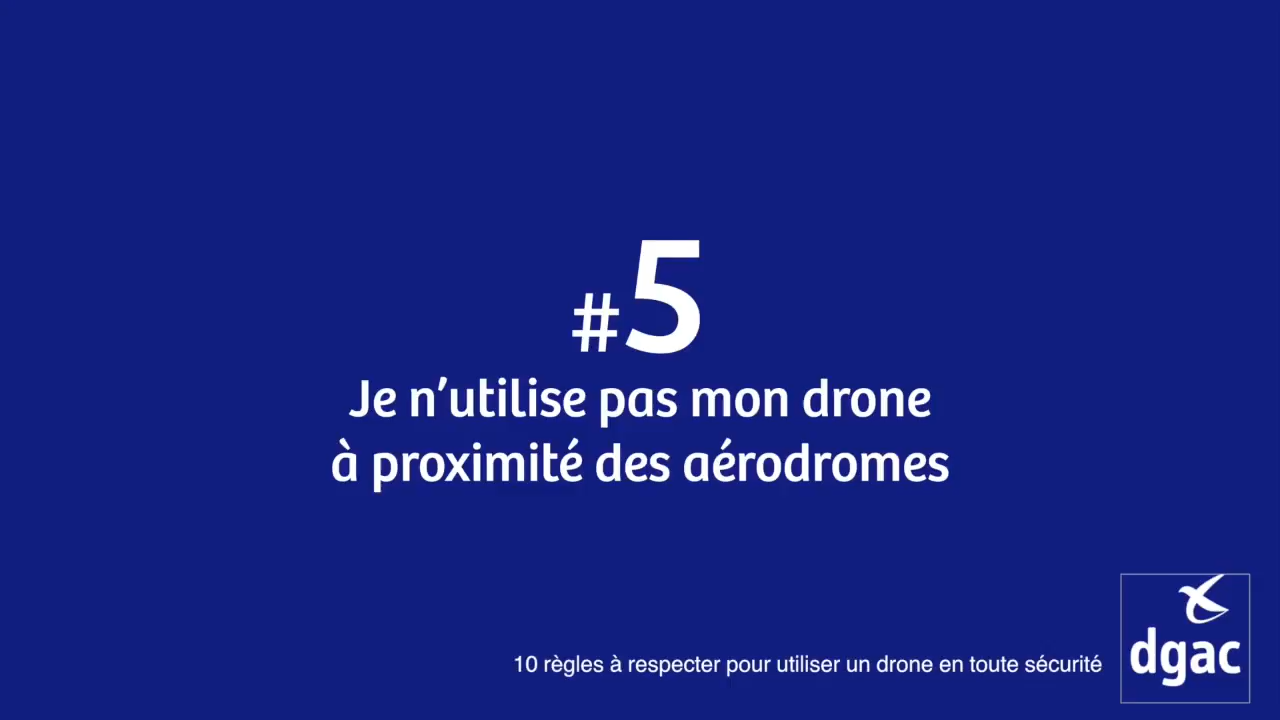 #5
Je n’utilise pas mon drone
à proximité des aérodromes
10 règles à respecter pour utiliser un drone en toute sécurité
dgac